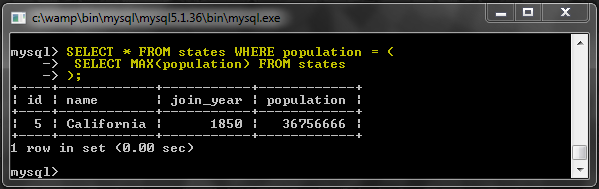 c:\wamp\bin\mysql\mysql5.1.36\bin\mysql.exe
mysql> SELECT * FROM states WHERE population = (
    ->  SELECT MAX(population) FROM states
    -> );
+----+------------+-----------+------------+
| id | name       | join_year | population |
+----+------------+-----------+------------+
|  5 | California |      1850 |   36756666 |
+----+------------+-----------+------------+
1 row in set (0.00 sec)
mysql>